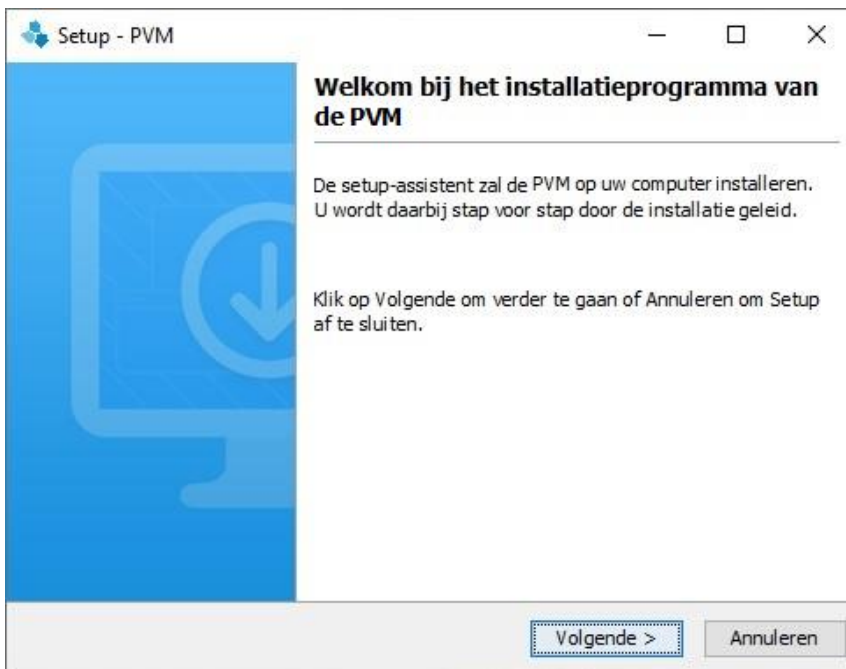 Setup - PVM
Welkom bij het installatieprogramma van
de PVM
De setup-assistent zal de PVM op uw computer installeren.
U wordt daarbij stap voor stap door de installatie geleid.
Klik op Volgende om verder te gaan of Annuleren om Setup
af te sluiten.
Volgende >
Annuleren